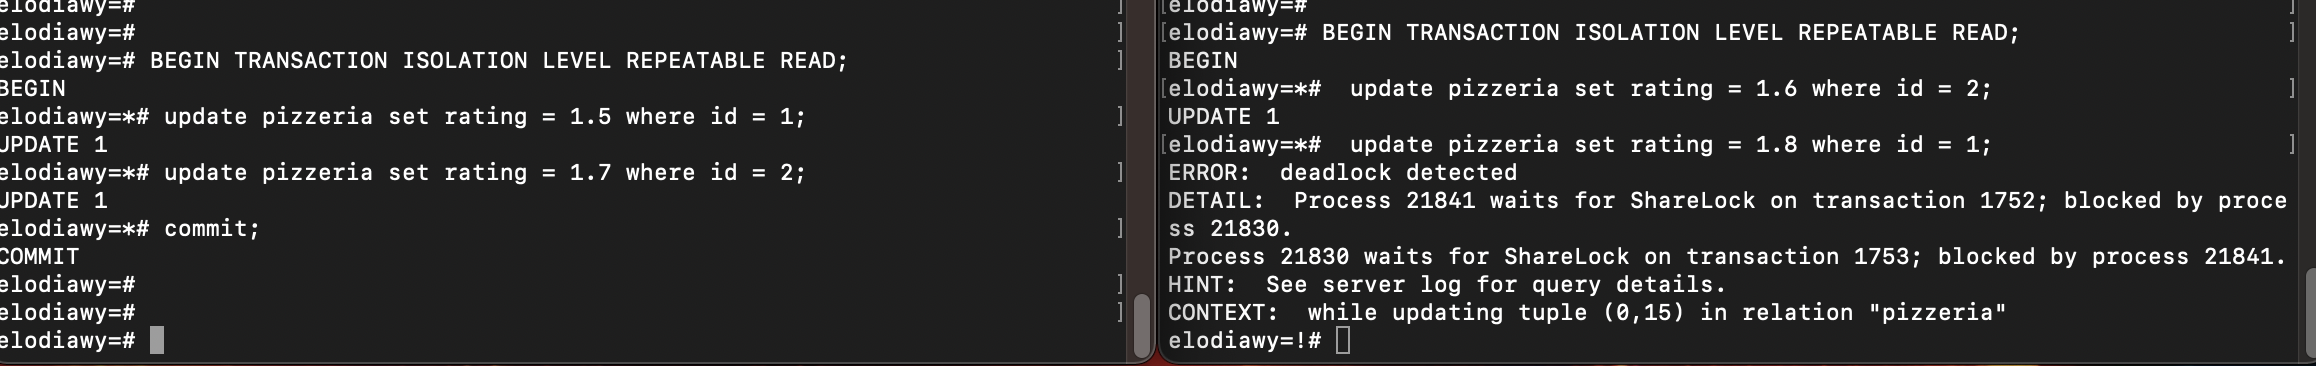 elodiawy=#
elodiawy=#
elodiawy=# BEGIN TRANSACTION ISOLATION LEVEL REPEATABLE READ;
BEGIN
elodiawy=*# update pizzeria set rating = 1.5 where id = 1;
UPDATE 1
elodiawy=*# update pizzeria set rating = 1.7 where id = 2;
UPDATE 1
elodiawy=*# commit;
COMMIT
elodiawy=#
elodiawy=#
elodiawy=#
elodiawy=#
elodiawy=# BEGIN TRANSACTION ISOLATION LEVEL REPEATABLE READ;
BEGIN
elodiawy=*#  update pizzeria set rating = 1.6 where id = 2;
UPDATE 1
elodiawy=*#  update pizzeria set rating = 1.8 where id = 1;
ERROR:  deadlock detected
DETAIL:  Process 21841 waits for ShareLock on transaction 1752; blocked by proce
ss 21830.
Process 21830 waits for ShareLock on transaction 1753; blocked by process 21841.
HINT:  See server log for query details.
CONTEXT:  while updating tuple (0,15) in relation "pizzeria"
elodiawy=!#